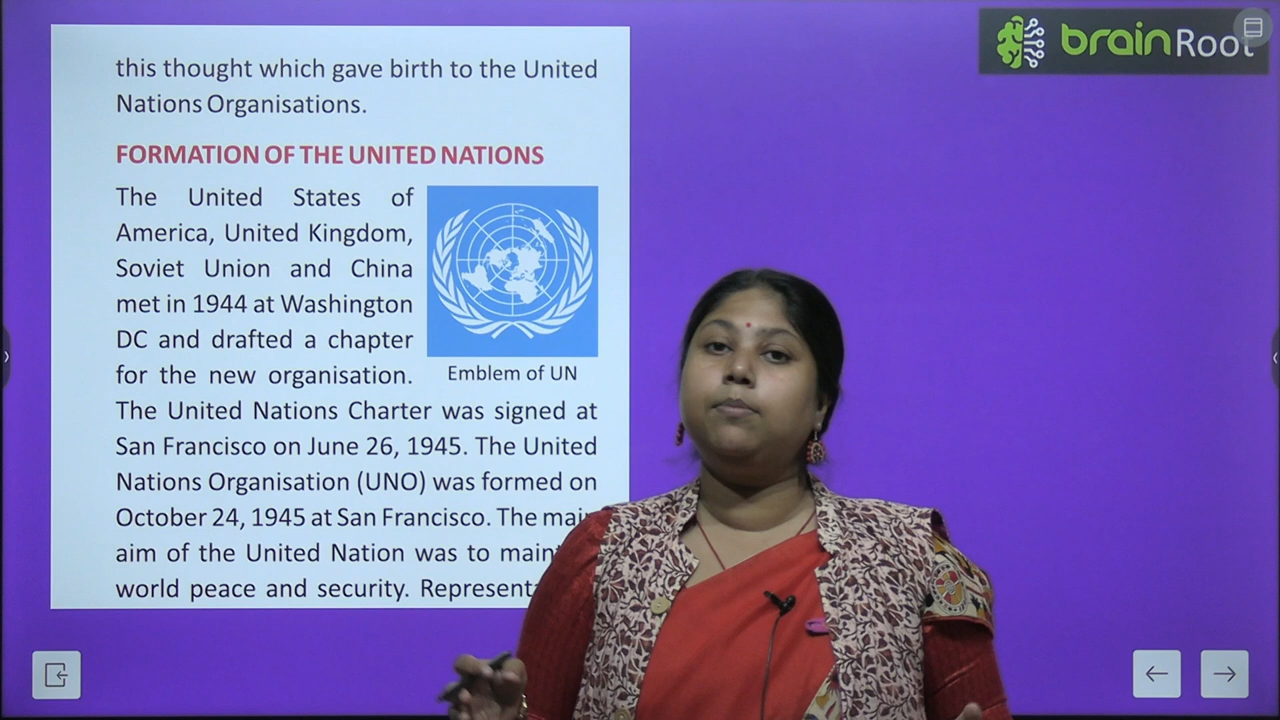 this thought which gave birth to the United
Nations Organisations.
FORMATION OF THE UNITED NATIONS
The United States of
America, United Kingdom,
Soviet Union and China
met in 1944 at Washington
DC and drafted a chapter
for the new organisation.
Emblem of UN
The United Nations Charter was signed at
San Francisco on June 26, 1945. The United
Nations Organisation (UNO) was formed on
October 24, 1945 at San Francisco. The
aim of the United Nation was to
world peace and security.
brainRoot